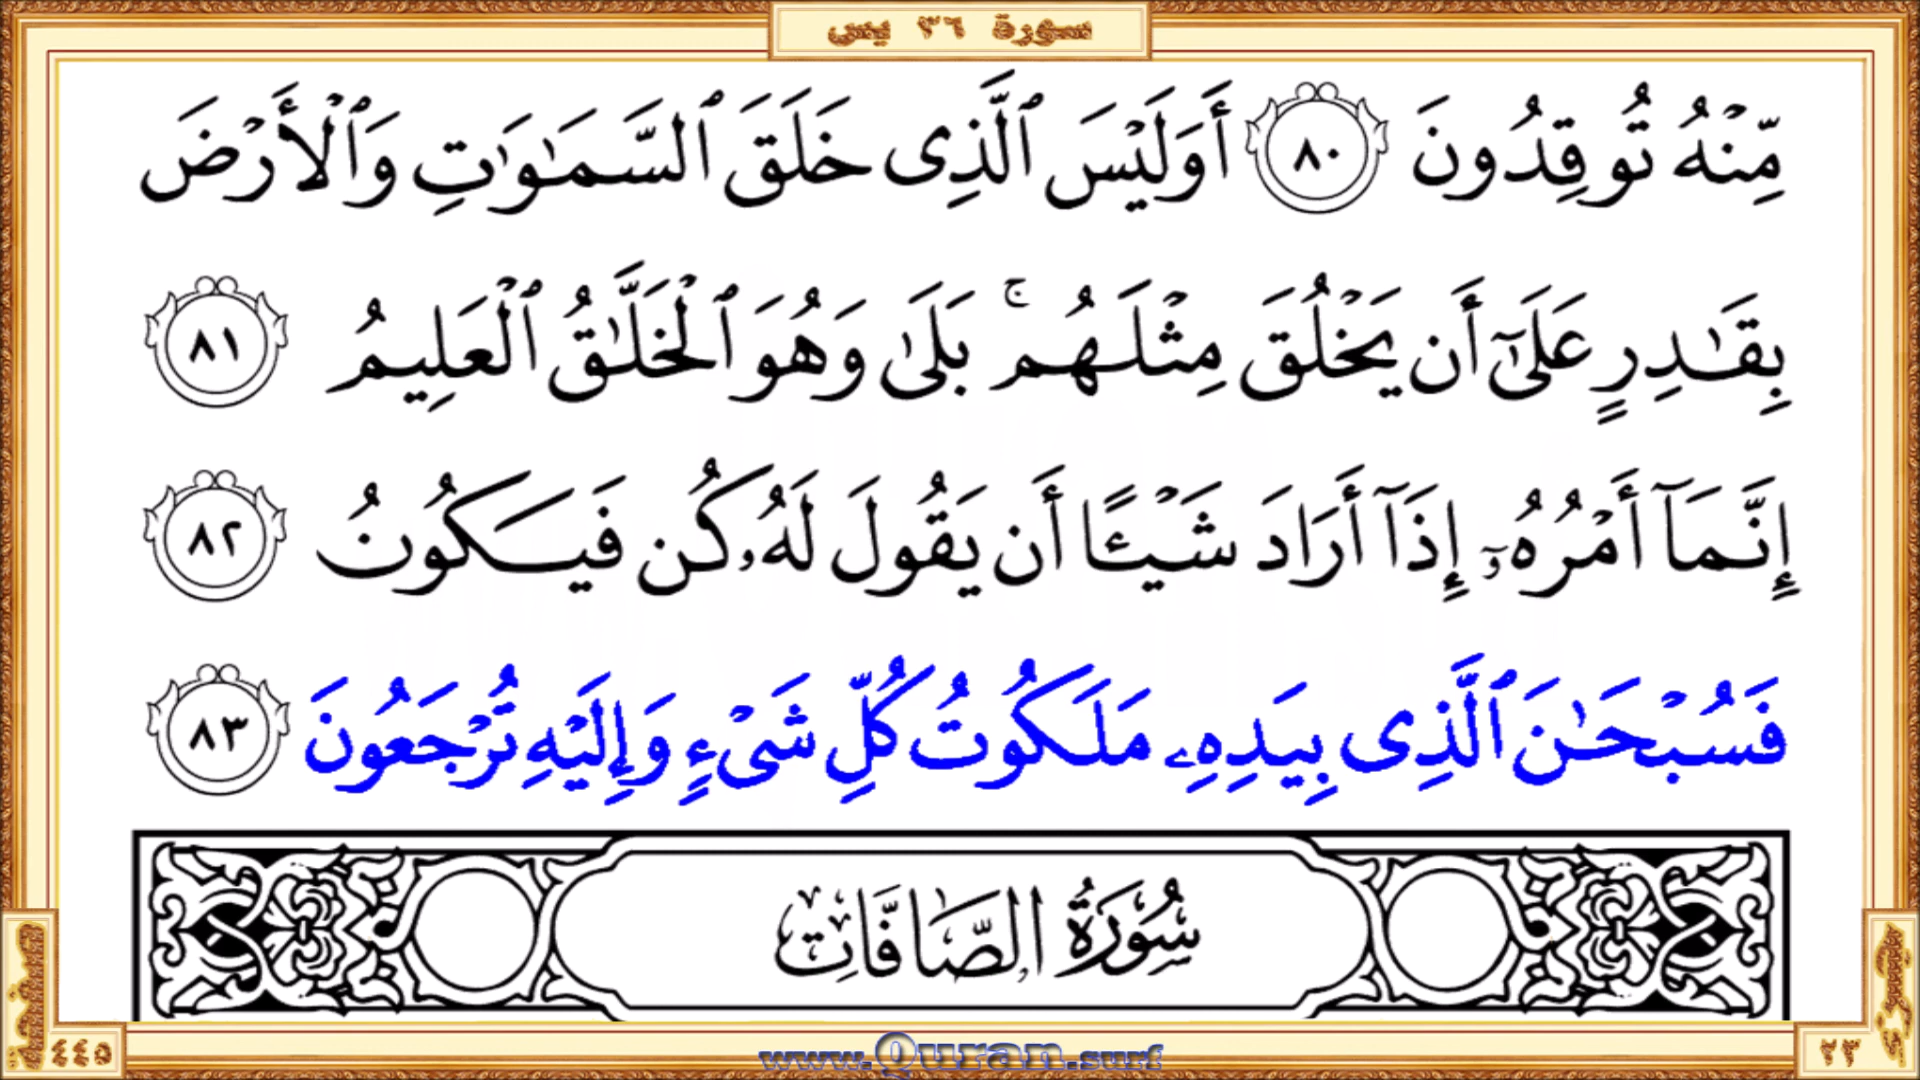 سورة ٣٦ يس
مِّنْهُ تُوقِدُونَ ٨٠ أَوَلَيْسَ ٱلَّذِى خَلَقَ ٱلسَّمَـٰوَٰتِ وَٱلْأَرْضَ
بِقَـٰدِرٍ عَلَىٰٓ أَن يَخْلُقَ مِثْلَهُم ۚ بَلَىٰ وَهُوَ ٱلْخَلَّـٰقُ ٱلْعَلِيمُ ٨١
إِنَّمَآ أَمْرُهُۥٓ إِذَآ أَرَادَ شَيْـًٔا أَن يَقُولَ لَهُۥ كُن فَيَكُونُ ٨٢
فَسُبْحَـٰنَ ٱلَّذِى بِيَدِهِۦ مَلَكُوتُ كُلِّ شَىْءٍ وَإِلَيْهِ تُرْجَعُونَ ٨٣
سُورَةُ الصَّافَّاتِ
صفحة
٤٤٥
www.Quran.surf
٢٣